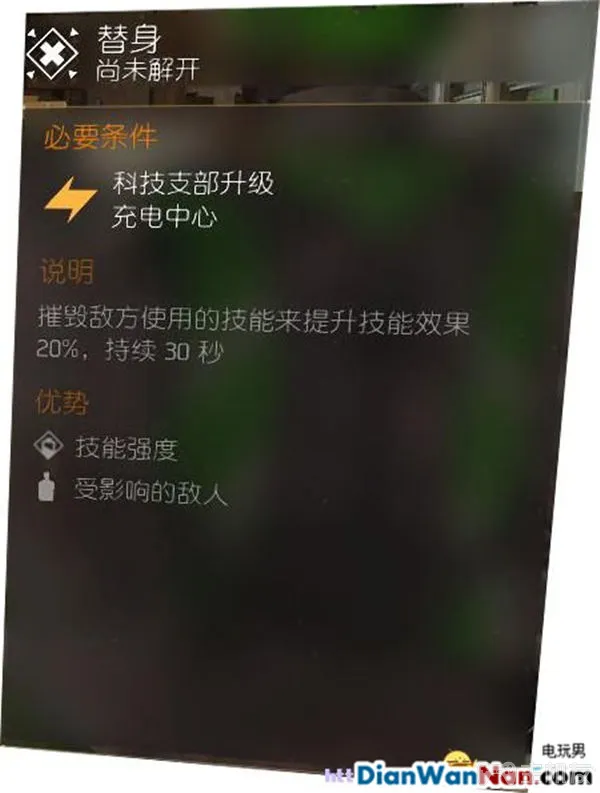 替身
尚未解开
必要条件
科技支部升级
充电中心
说明
摧毁敌方使用的技能来提升技能效果
20%，持续 30 秒
优势
技能强度
受影响的敌人
电玩男
DianWanNan.com